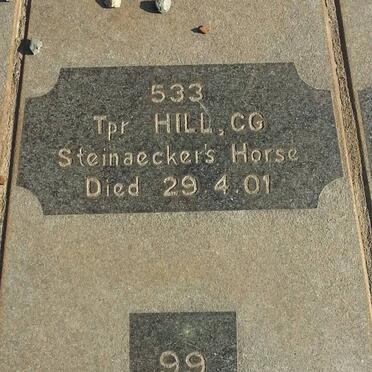 533
Tpr HILL, CG
Steinaecker's Horse
Died 29 4 01
99